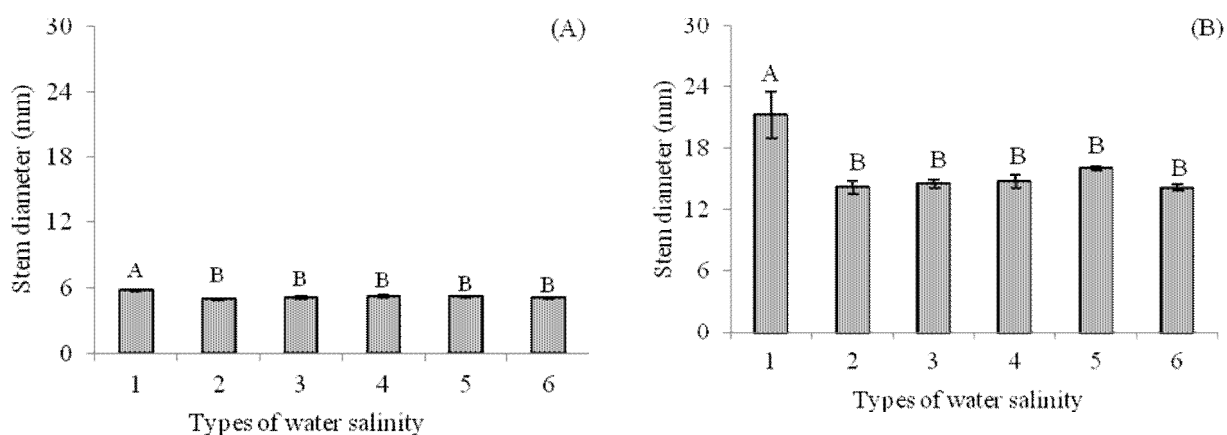 (A)
Stem diameter (mm)
30
24
18
12
6
0
A
B
B
B
B
B
1 2 3 4 5 6
Types of water salinity
(B)
Stem diameter (mm)
30
24
18
12
6
0
A
B
B
B
B
B
1 2 3 4 5 6
Types of water salinity